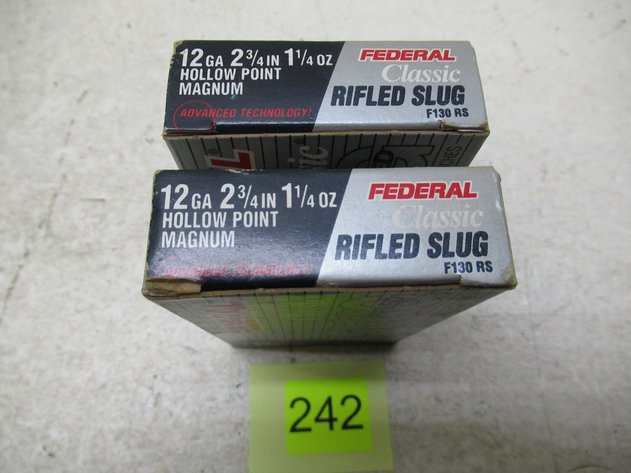 12 GA 2 3/4 IN 1 1/4 OZ
HOLLOW POINT
MAGNUM
ADVANCED TECHNOLOGY!
FEDERAL
Classic
RIFLED SLUG
F130 RS
12 GA 2 3/4 IN 1 1/4 OZ
HOLLOW POINT
MAGNUM
ADVANCED TECHNOLOGY!
FEDERAL
Classic
RIFLED SLUG
F130 RS
242